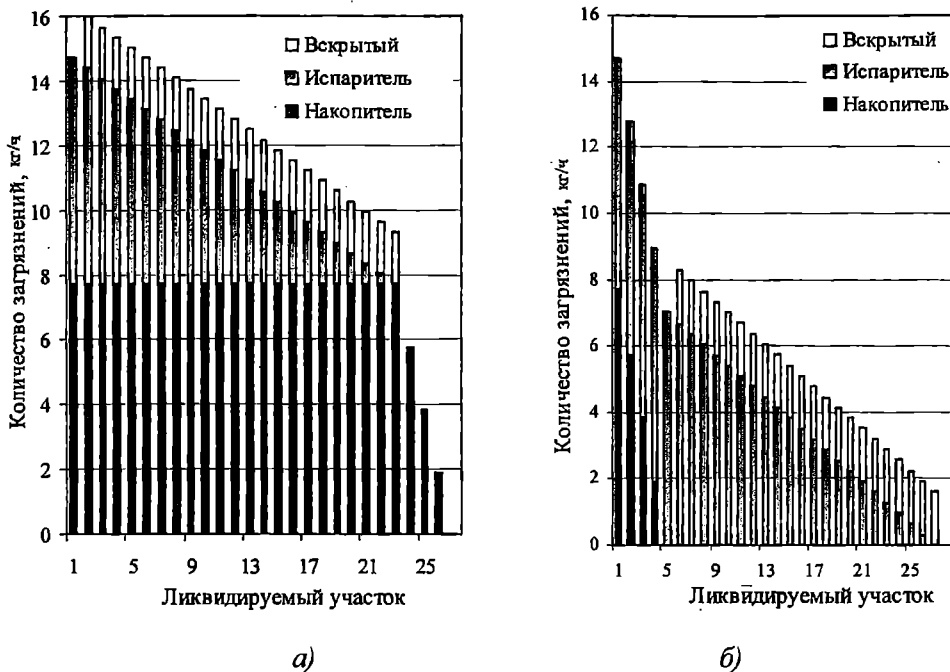 Количество загрязнений, кг/ч
16
14
12
10
8
6
4
2
0
Вскрытый
Испаритель
Накопитель
1 5 9 13 17 21 25
Ликвидируемый участок
а)
Количество загрязнений, кг/ч
16
14
12
10
8
6
4
2
0
Вскрытый
Испаритель
Накопитель
1 5 9 13 17 21 25
Ликвидируемый участок
б)